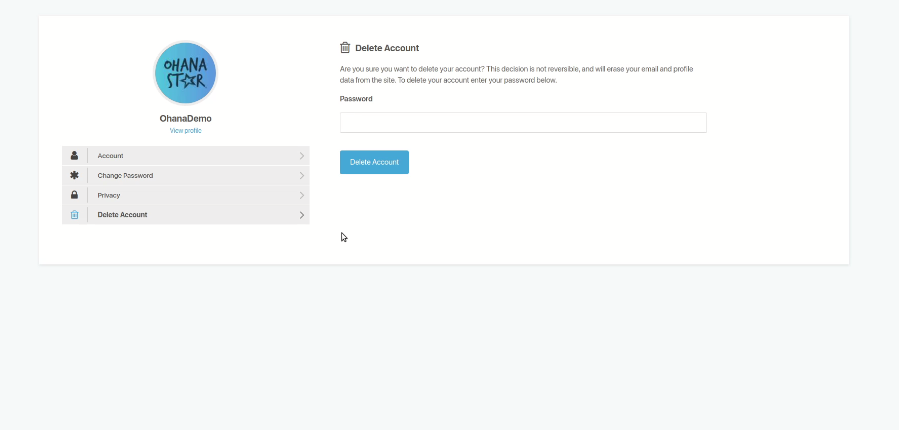 OHANA
ST☆R
OhanaDemo
View profile
Account
Change Password
Privacy
Delete Account
Delete Account
Are you sure you want to delete your account? This decision is not reversible, and will erase your email and profile
data from the site. To delete your account enter your password below.
Password
Delete Account